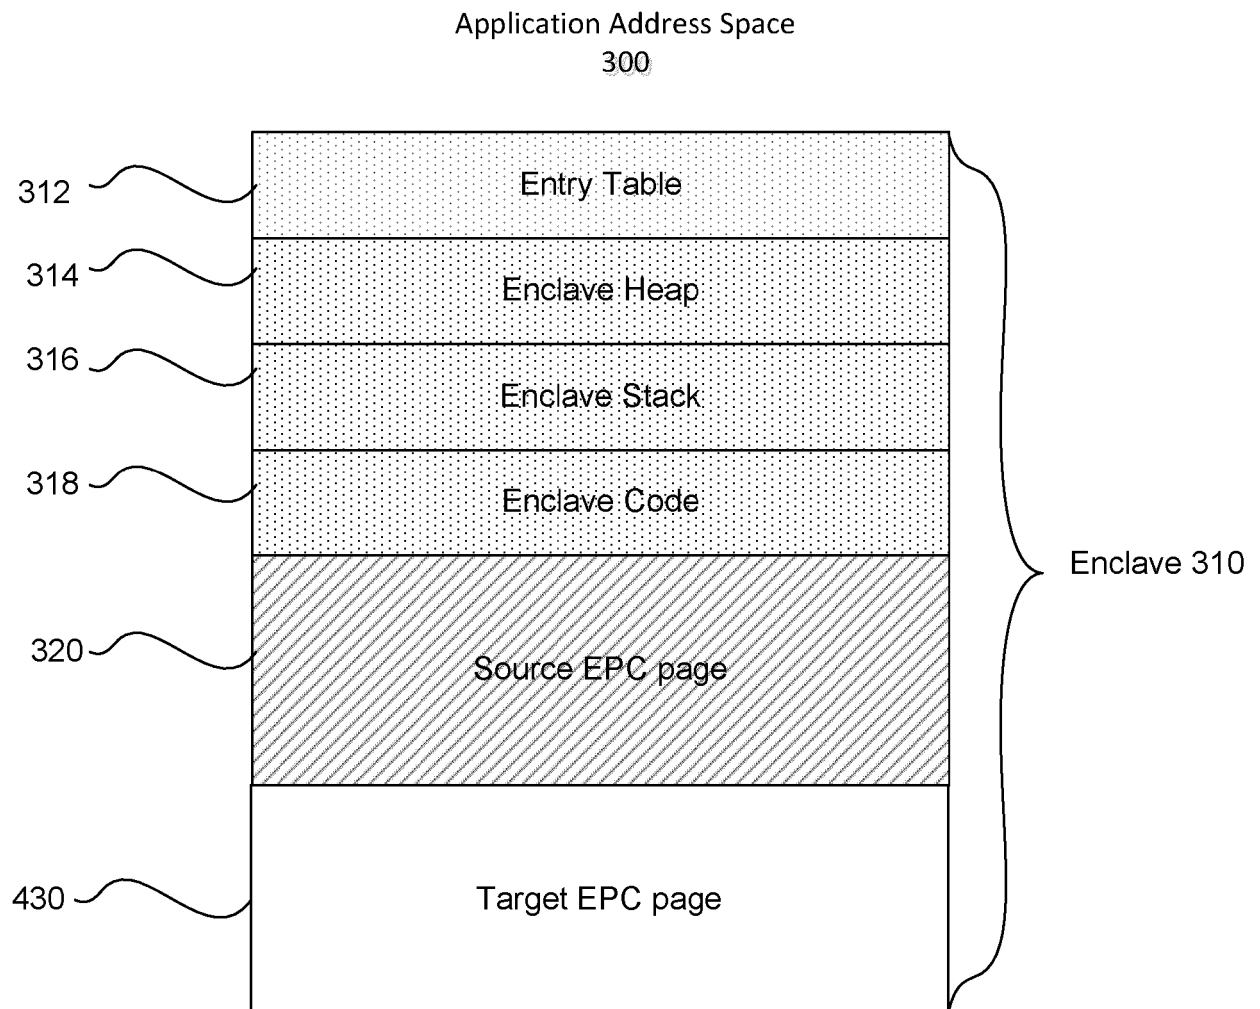 Application Address Space
300
312
Entry Table
314
Enclave Heap
316
Enclave Stack
318
Enclave Code
Enclave 310
320
Source EPC page
430
Target EPC page